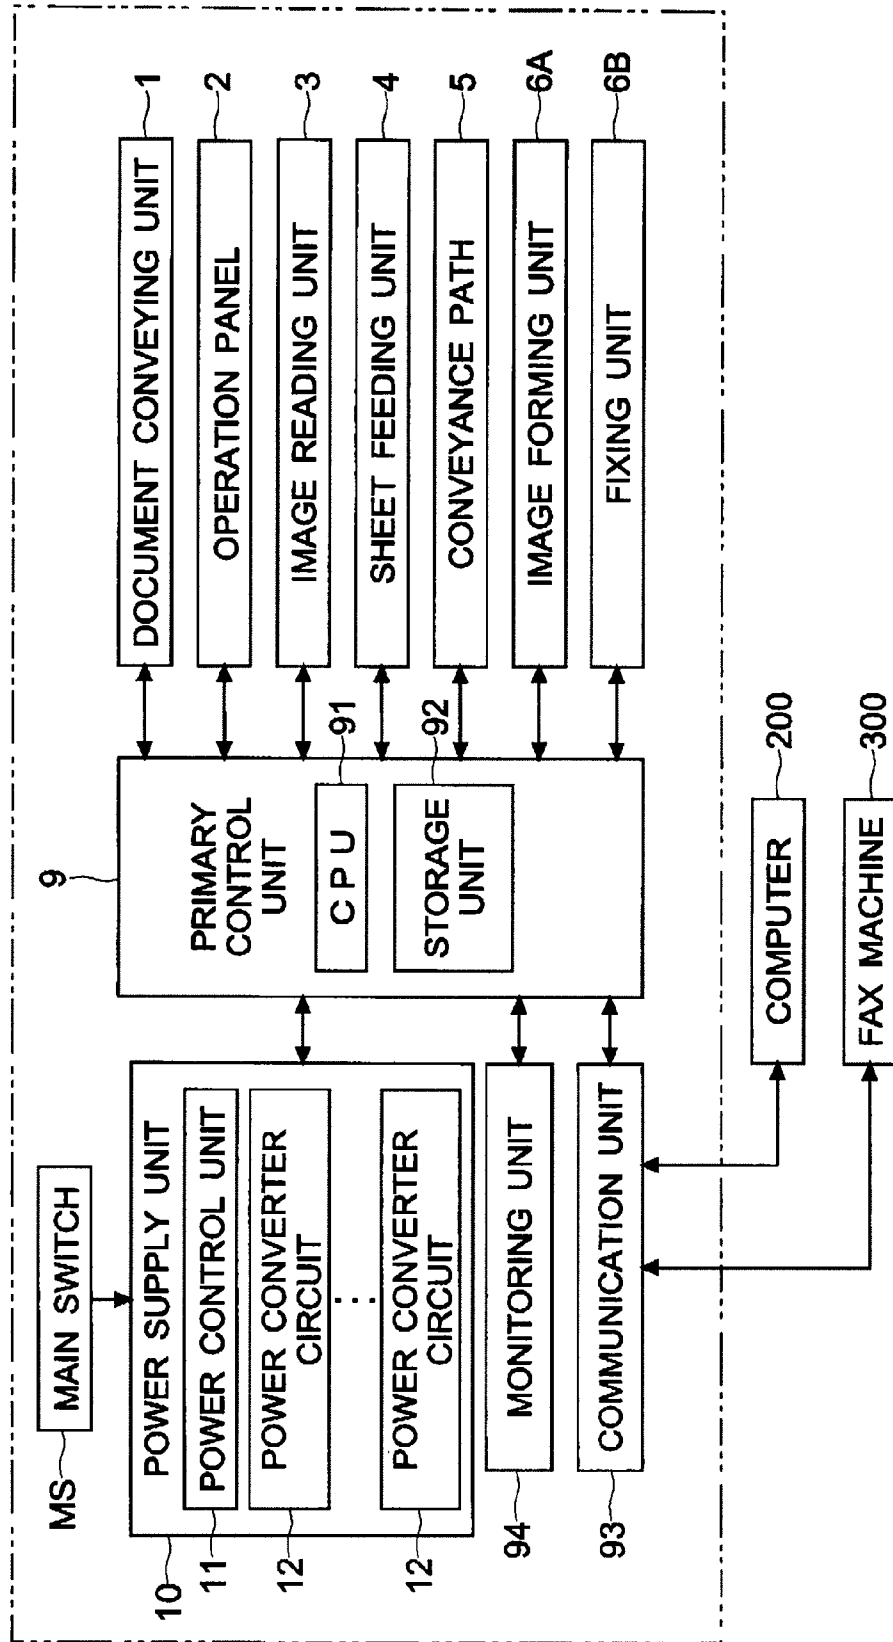 MS
MAIN SWITCH
10
POWER SUPPLY UNIT
11
POWER CONTROL UNIT
12
POWER CONVERTER
CIRCUIT
12
POWER CONVERTER
CIRCUIT
94
MONITORING UNIT
93
COMMUNICATION UNIT
9
PRIMARY
CONTROL
UNIT
CPU
91
STORAGE
UNIT
92
DOCUMENT CONVEYING UNIT
1
OPERATION PANEL
2
IMAGE READING UNIT
3
SHEET FEEDING UNIT
4
CONVEYANCE PATH
5
IMAGE FORMING UNIT
6A
FIXING UNIT
6B
COMPUTER
200
FAX MACHINE
300